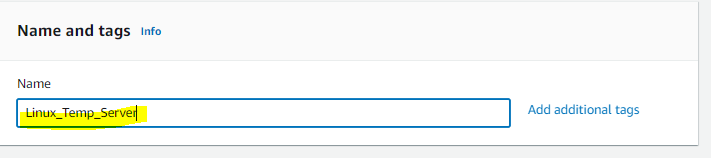 Name and tags Info
Name
Linux_Temp_Server
Add additional tags